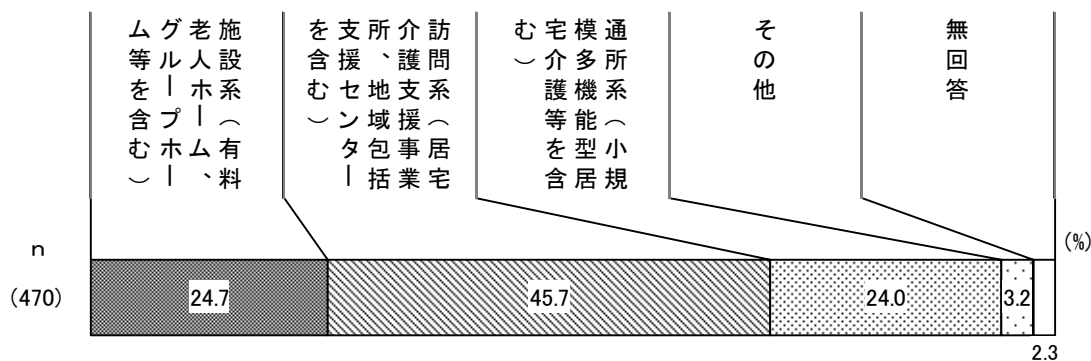 施設系（有料
老人ホーム、
グループホー
ム等を含む）
訪問系（居宅
介護支援事業
所、地域包括
支援センター
を含む）
通所系（小規
模多機能型居
宅介護等を含
む）
その他
無回答
(%)
n
(470)
24.7
45.7
24.0
3.2
2.3